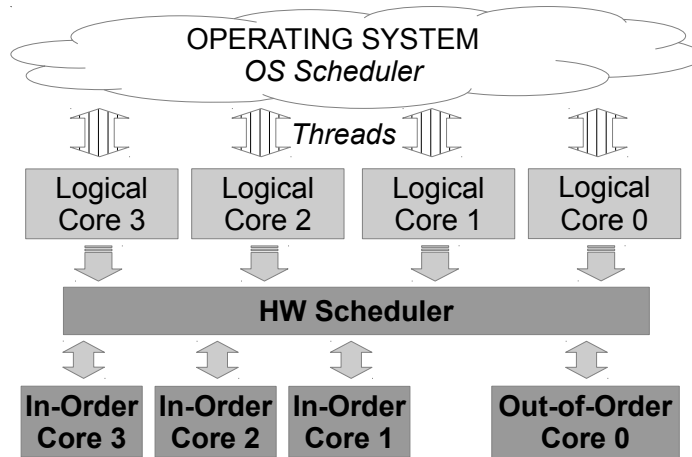 OPERATING SYSTEM
OS Scheduler
Threads
Logical Core 3
Logical Core 2
Logical Core 1
Logical Core 0
HW Scheduler
In-Order Core 3
In-Order Core 2
In-Order Core 1
Out-of-Order Core 0